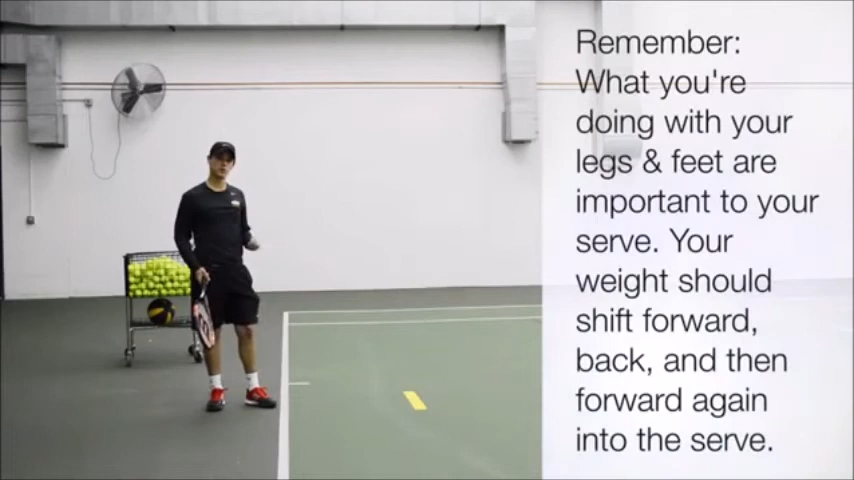 Remember:
What you're
doing with your
legs & feet are
important to your
serve. Your
weight should
shift forward,
back, and then
forward again
into the serve.